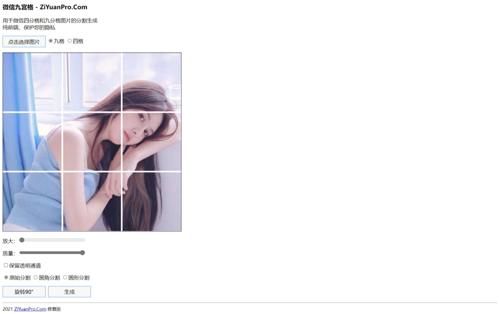 微信九宫格 - ZiYuanPro.Com
用于微信四分格和九分格图片的分割生成
纯前端、保护您的隐私
点击选择图片 九格 四格
放大:
质量:
保留透明通道
原始分割 圆角分割 圆形分割
旋转90° 生成
2021 ZiYuanPro.Com 修复版